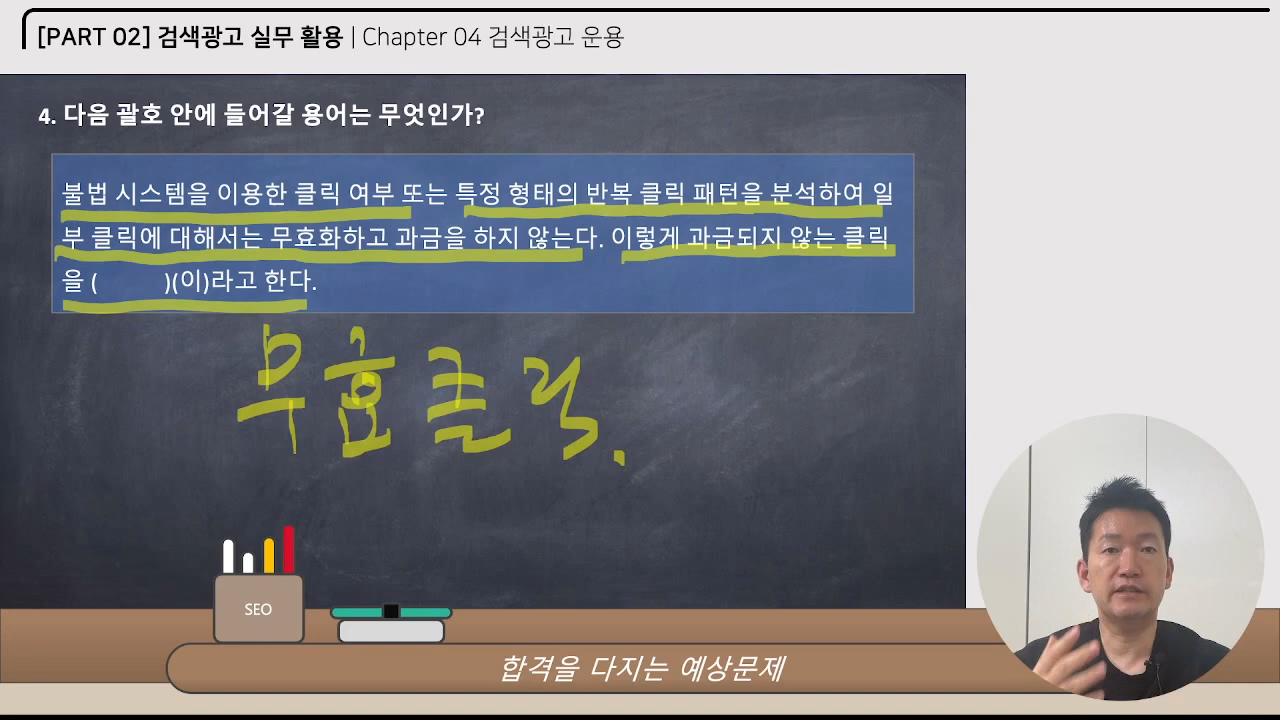 [PART 02] 검색광고 실무 활용 | Chapter 04 검색광고 운용
4. 다음 괄호 안에 들어갈 용어는 무엇인가?
불법 시스템을 이용한 클릭 여부 또는 특정 형태의 반복 클릭 패턴을 분석하여 일
부 클릭에 대해서는 무효화하고 과금을 하지 않는다. 이렇게 과금되지 않는 클릭
을 (          )(이)라고 한다.
무효클릭.
SEO
합격을 다지는 예상문제